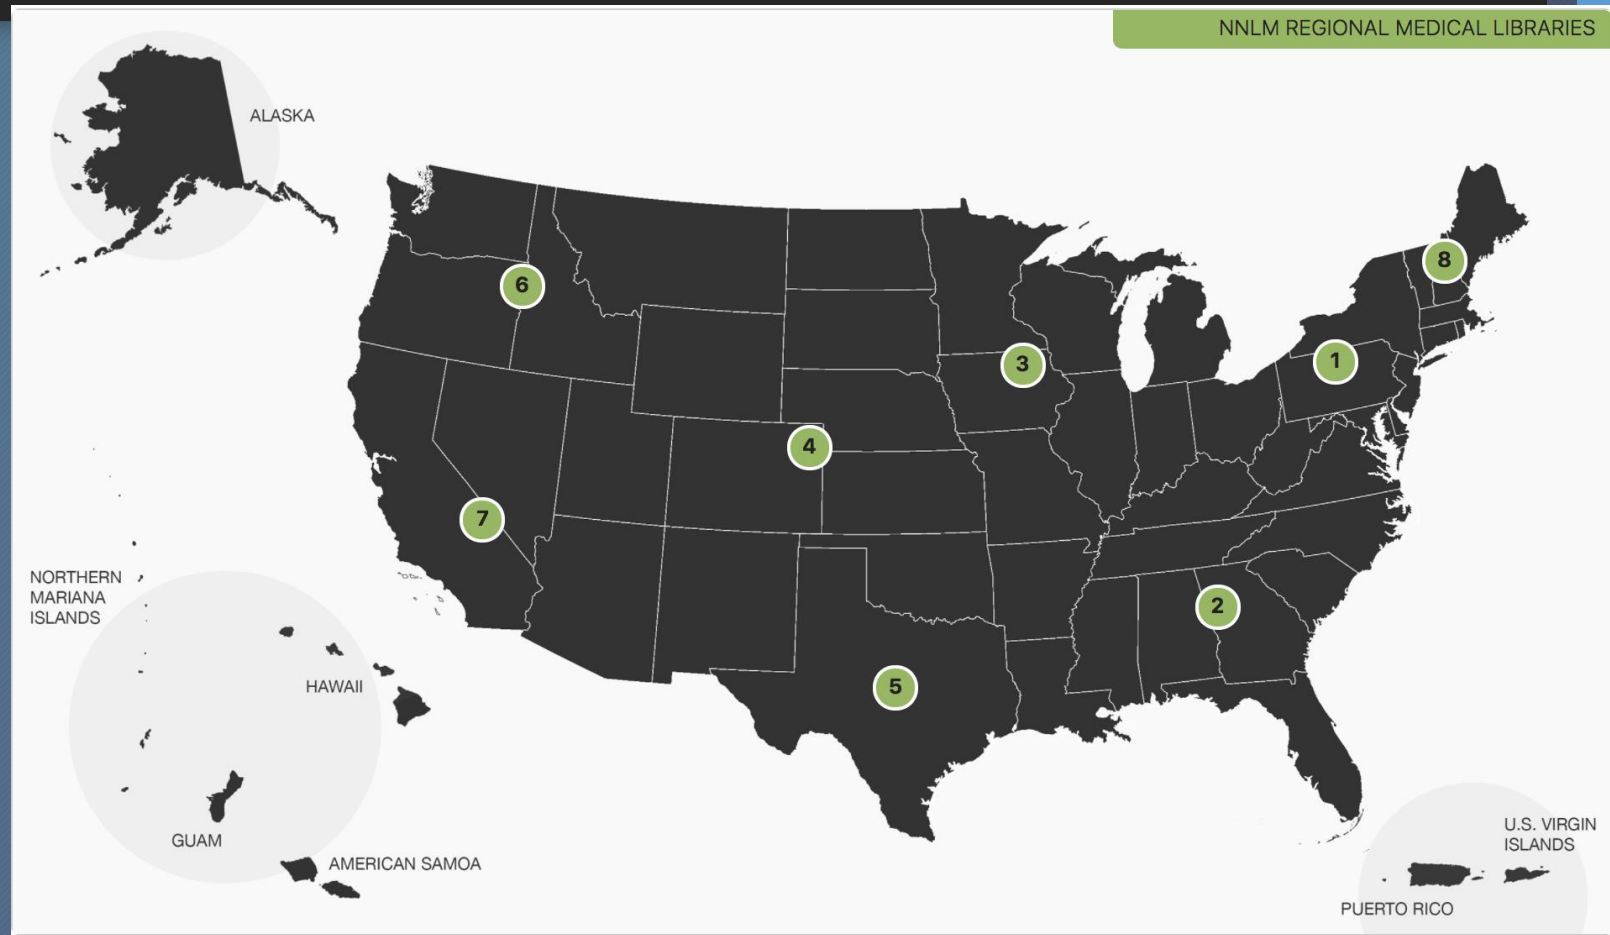 NNLM REGIONAL MEDICAL LIBRARIES
ALASKA
8
6
1
3
4
7
NORTHERN
MARIANA
ISLANDS
2
HAWAII
5
GUAM
AMERICAN SAMOA
U.S. VIRGIN
ISLANDS
PUERTO RICO